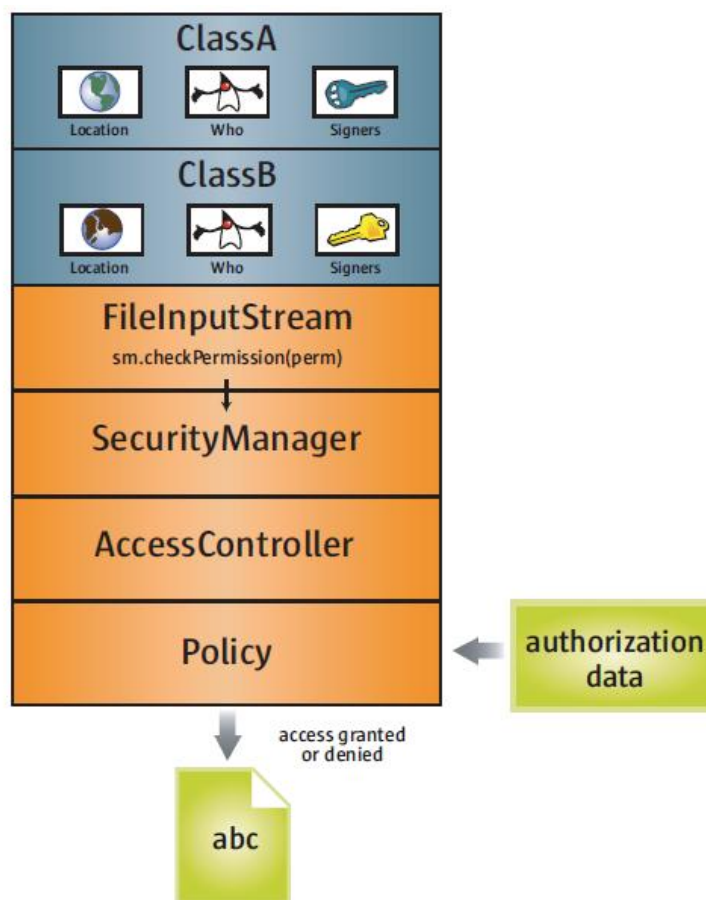 ClassA
Location Who Signers
ClassB
Location Who Signers
FileInputStream
sm.checkPermission(perm)
SecurityManager
AccessController
Policy
authorization
data
access granted
or denied
abc